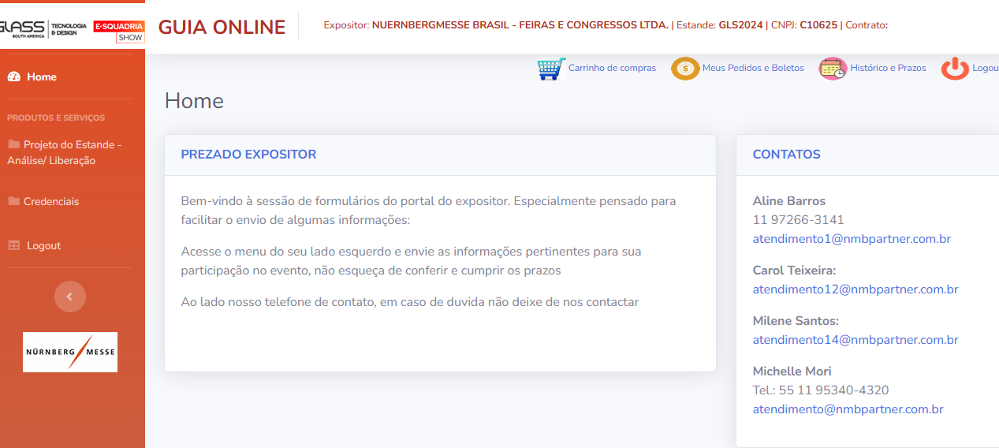 GLASS
SOUTH AMERICA
TECNOLOGIA
& DESIGN
E-SQUADRIA
SHOW
GUIA ONLINE
Expositor: NUERNBERGMESSE BRASIL - FEIRAS E CONGRESSOS LTDA. | Estande: GLS2024 | CNPJ: C10625 | Contrato:
Carrinho de compras
Meus Pedidos e Boletos
Histórico e Prazos
Logou
Home
PRODUTOS E SERVIÇOS
Projeto do Estande -
Análise/ Liberação
Credenciais
Logout
NÜRNBERG MESSE
Home
PREZADO EXPOSITOR
Bem-vindo à sessão de formulários do portal do expositor. Especialmente pensado para
facilitar o envio de algumas informações:
Acesse o menu do seu lado esquerdo e envie as informações pertinentes para sua
participação no evento, não esqueça de conferir e cumprir os prazos
Ao lado nosso telefone de contato, em caso de duvida não deixe de nos contactar
CONTATOS
Aline Barros
11 97266-3141
atendimento1@nmbpartner.com.br
Carol Teixeira:
atendimento12@nmbpartner.com.br
Milene Santos:
atendimento14@nmbpartner.com.br
Michelle Mori
Tel.: 55 11 95340-4320
atendimento@nmbpartner.com.br